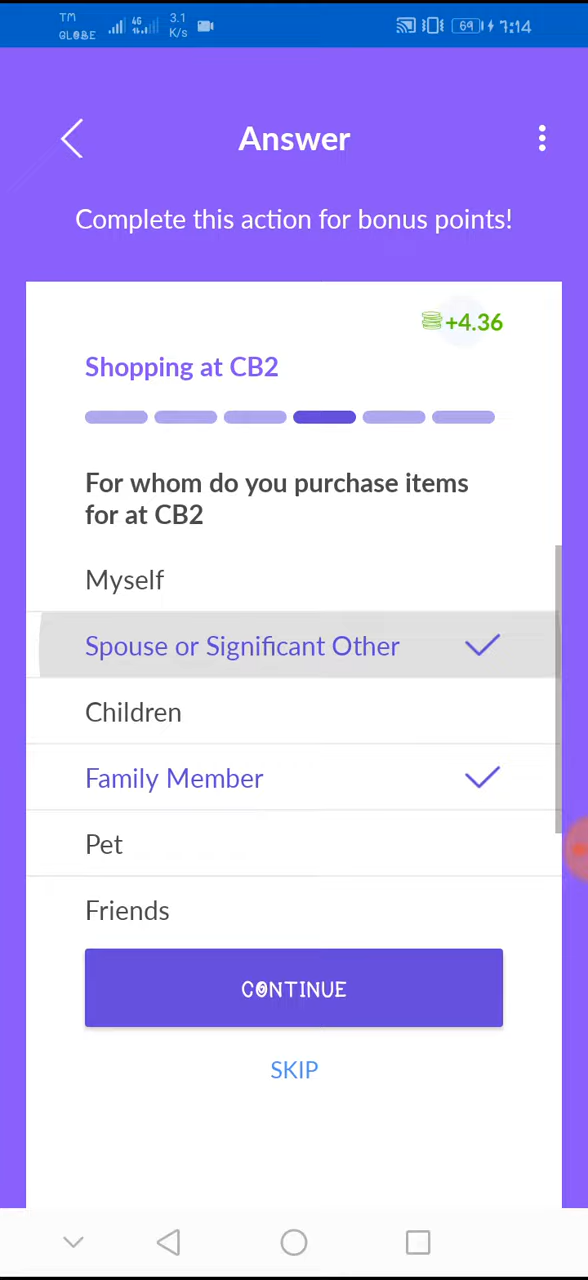 TM
GLOBE
4G
3.1
K/s
69
7:14
Answer
Complete this action for bonus points!
+4.36
Shopping at CB2
For whom do you purchase items
for at CB2
Myself
Spouse or Significant Other
Children
Family Member
Pet
Friends
CONTINUE
SKIP